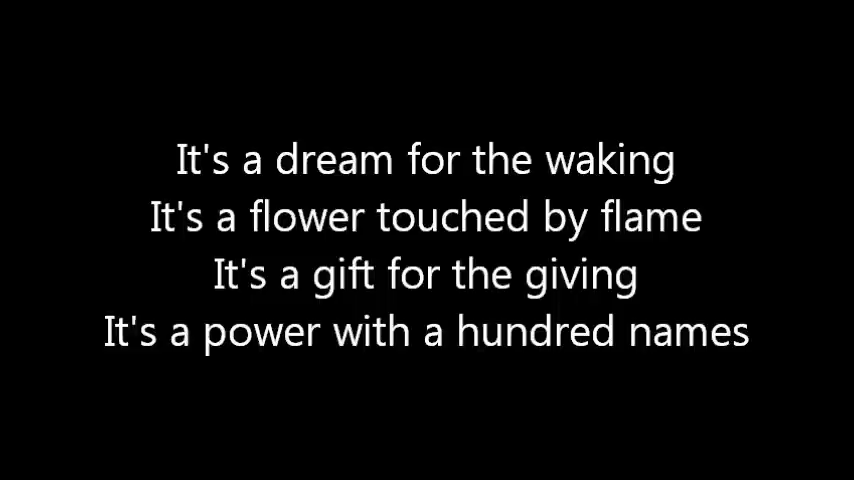 It's a dream for the waking
It's a flower touched by flame
It's a gift for the giving
It's a power with a hundred names